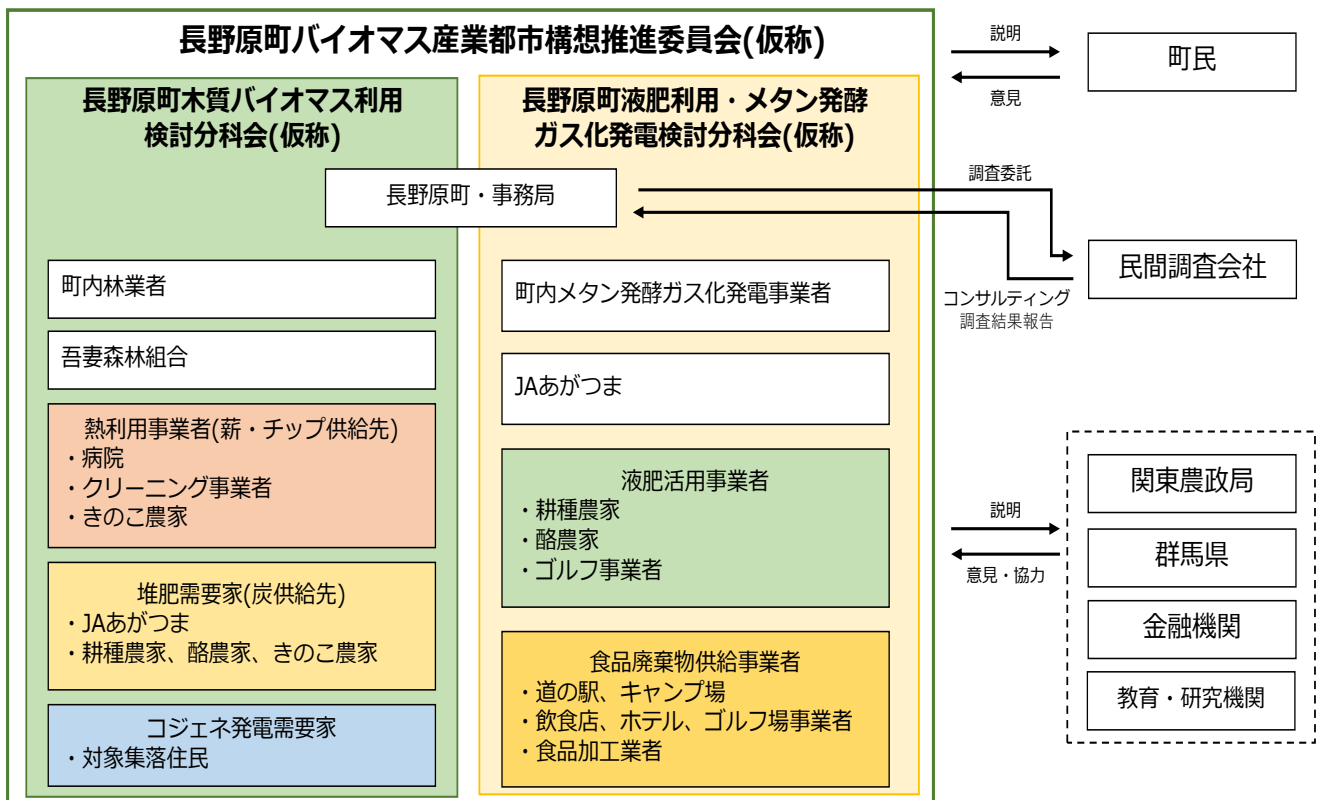 長野原町バイオマス産業都市構想推進委員会(仮称)
長野原町木質バイオマス利用
検討分科会(仮称)
長野原町液肥利用・メタン発酵
ガス化発電検討分科会(仮称)
長野原町・事務局
町内林業者
吾妻森林組合
熱利用事業者(薪・チップ供給先)
・病院
・クリーニング事業者
・きのこ農家
堆肥需要家(炭供給先)
・JAあがつま
・耕種農家、酪農家、きのこ農家
コジェネ発電需要家
・対象集落住民
町内メタン発酵ガス化発電事業者
JAあがつま
液肥活用事業者
・耕種農家
・酪農家
・ゴルフ事業者
食品廃棄物供給事業者
・道の駅、キャンプ場
・飲食店、ホテル、ゴルフ場事業者
・食品加工業者
説明
意見
町民
調査委託
民間調査会社
コンサルティング
調査結果報告
説明
意見・協力
関東農政局
群馬県
金融機関
教育・研究機関